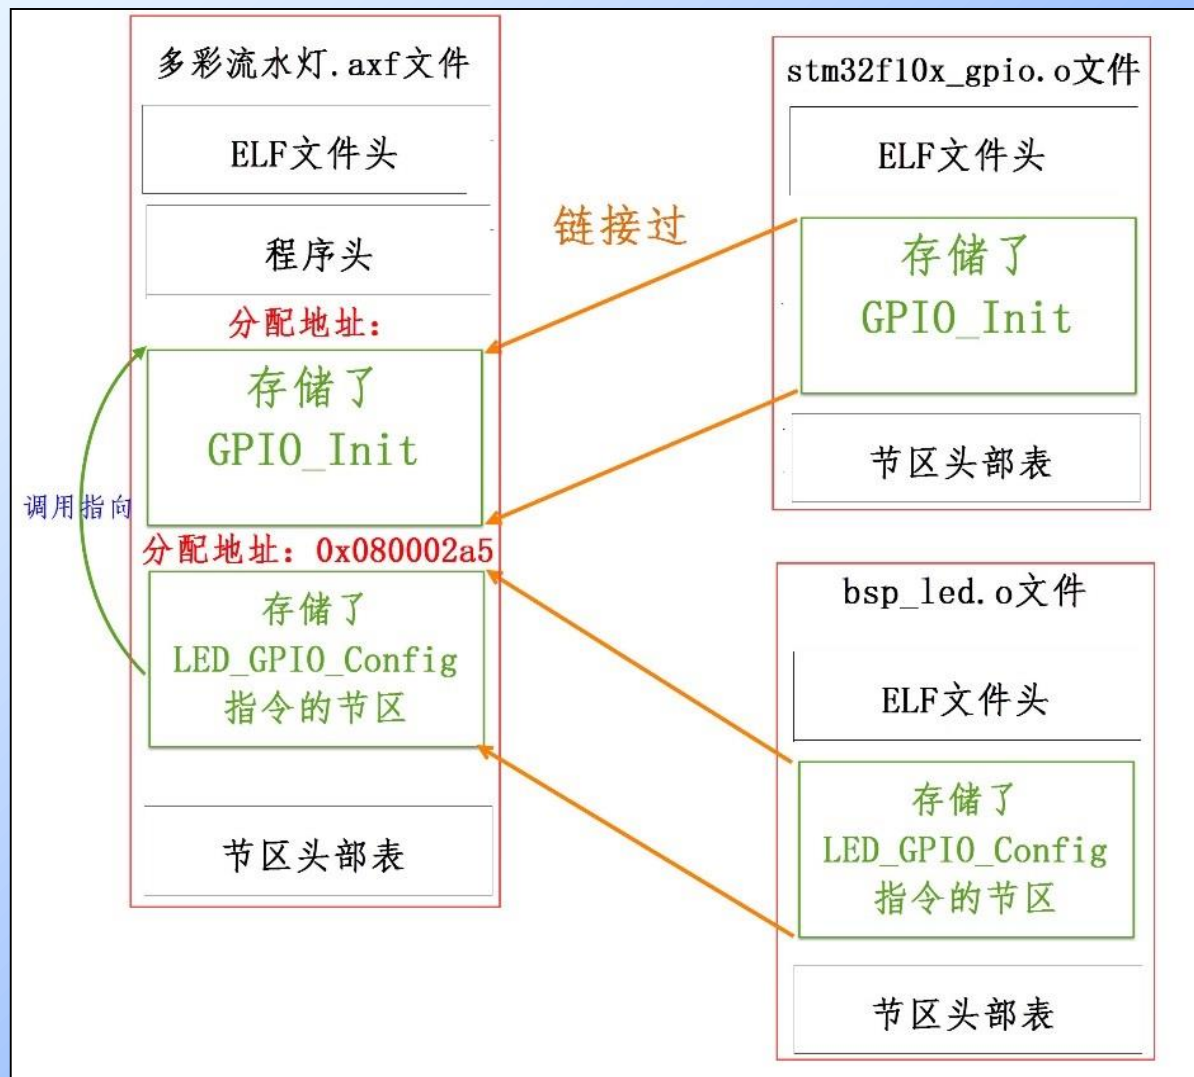 多彩流水灯.axf文件
ELF文件头
程序头
分配地址:
存储了
GPIO_Init
调用指向
分配地址: 0x080002a5
存储了
LED_GPIO_Config
指令的节区
节区头部表
链接过
stm32f10x_gpio.o文件
ELF文件头
存储了
GPIO_Init
节区头部表
bsp_led.o文件
ELF文件头
存储了
LED_GPIO_Config
指令的节区
节区头部表